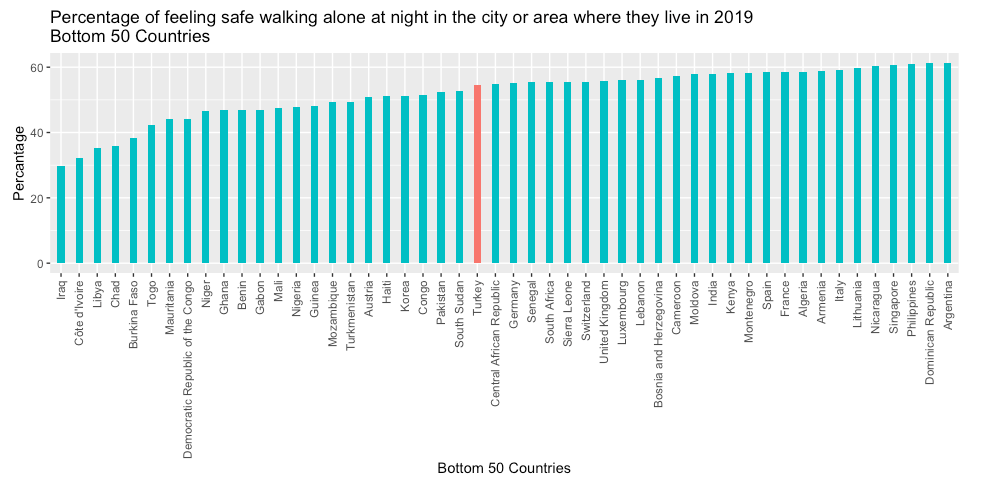 Percentage of feeling safe walking alone at night in the city or area where they live in 2019
Bottom 50 Countries
Percantage
60
40
20
0
Iraq
Côte d'Ivoire
Libya
Chad
Burkina Faso
Togo
Mauritania
Democratic Republic of the Congo
Niger
Ghana
Benin
Gabon
Mali
Nigeria
Guinea
Mozambique
Turkmenistan
Austria
Haiti
Korea
Congo
Pakistan
South Sudan
Turkey
Central African Republic
Germany
Senegal
South Africa
Sierra Leone
Switzerland
United Kingdom
Luxembourg
Lebanon
Bosnia and Herzegovina
Cameroon
Moldova
India
Kenya
Montenegro
Spain
France
Algeria
Armenia
Italy
Lithuania
Nicaragua
Singapore
Philippines
Dominican Republic
Argentina
Bottom 50 Countries